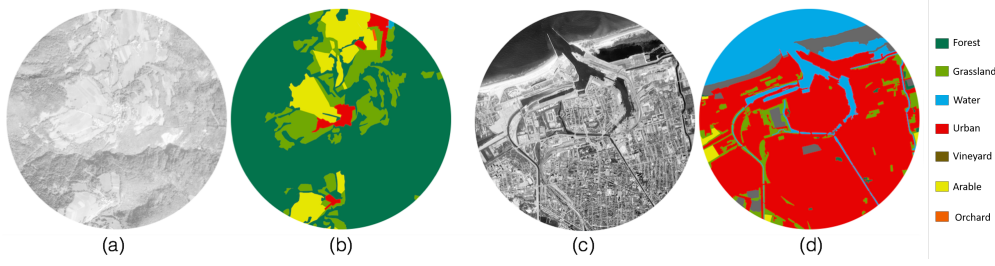 Forest
Grassland
Water
Urban
Vineyard
Arable
Orchard
(a)
(b)
(c)
(d)